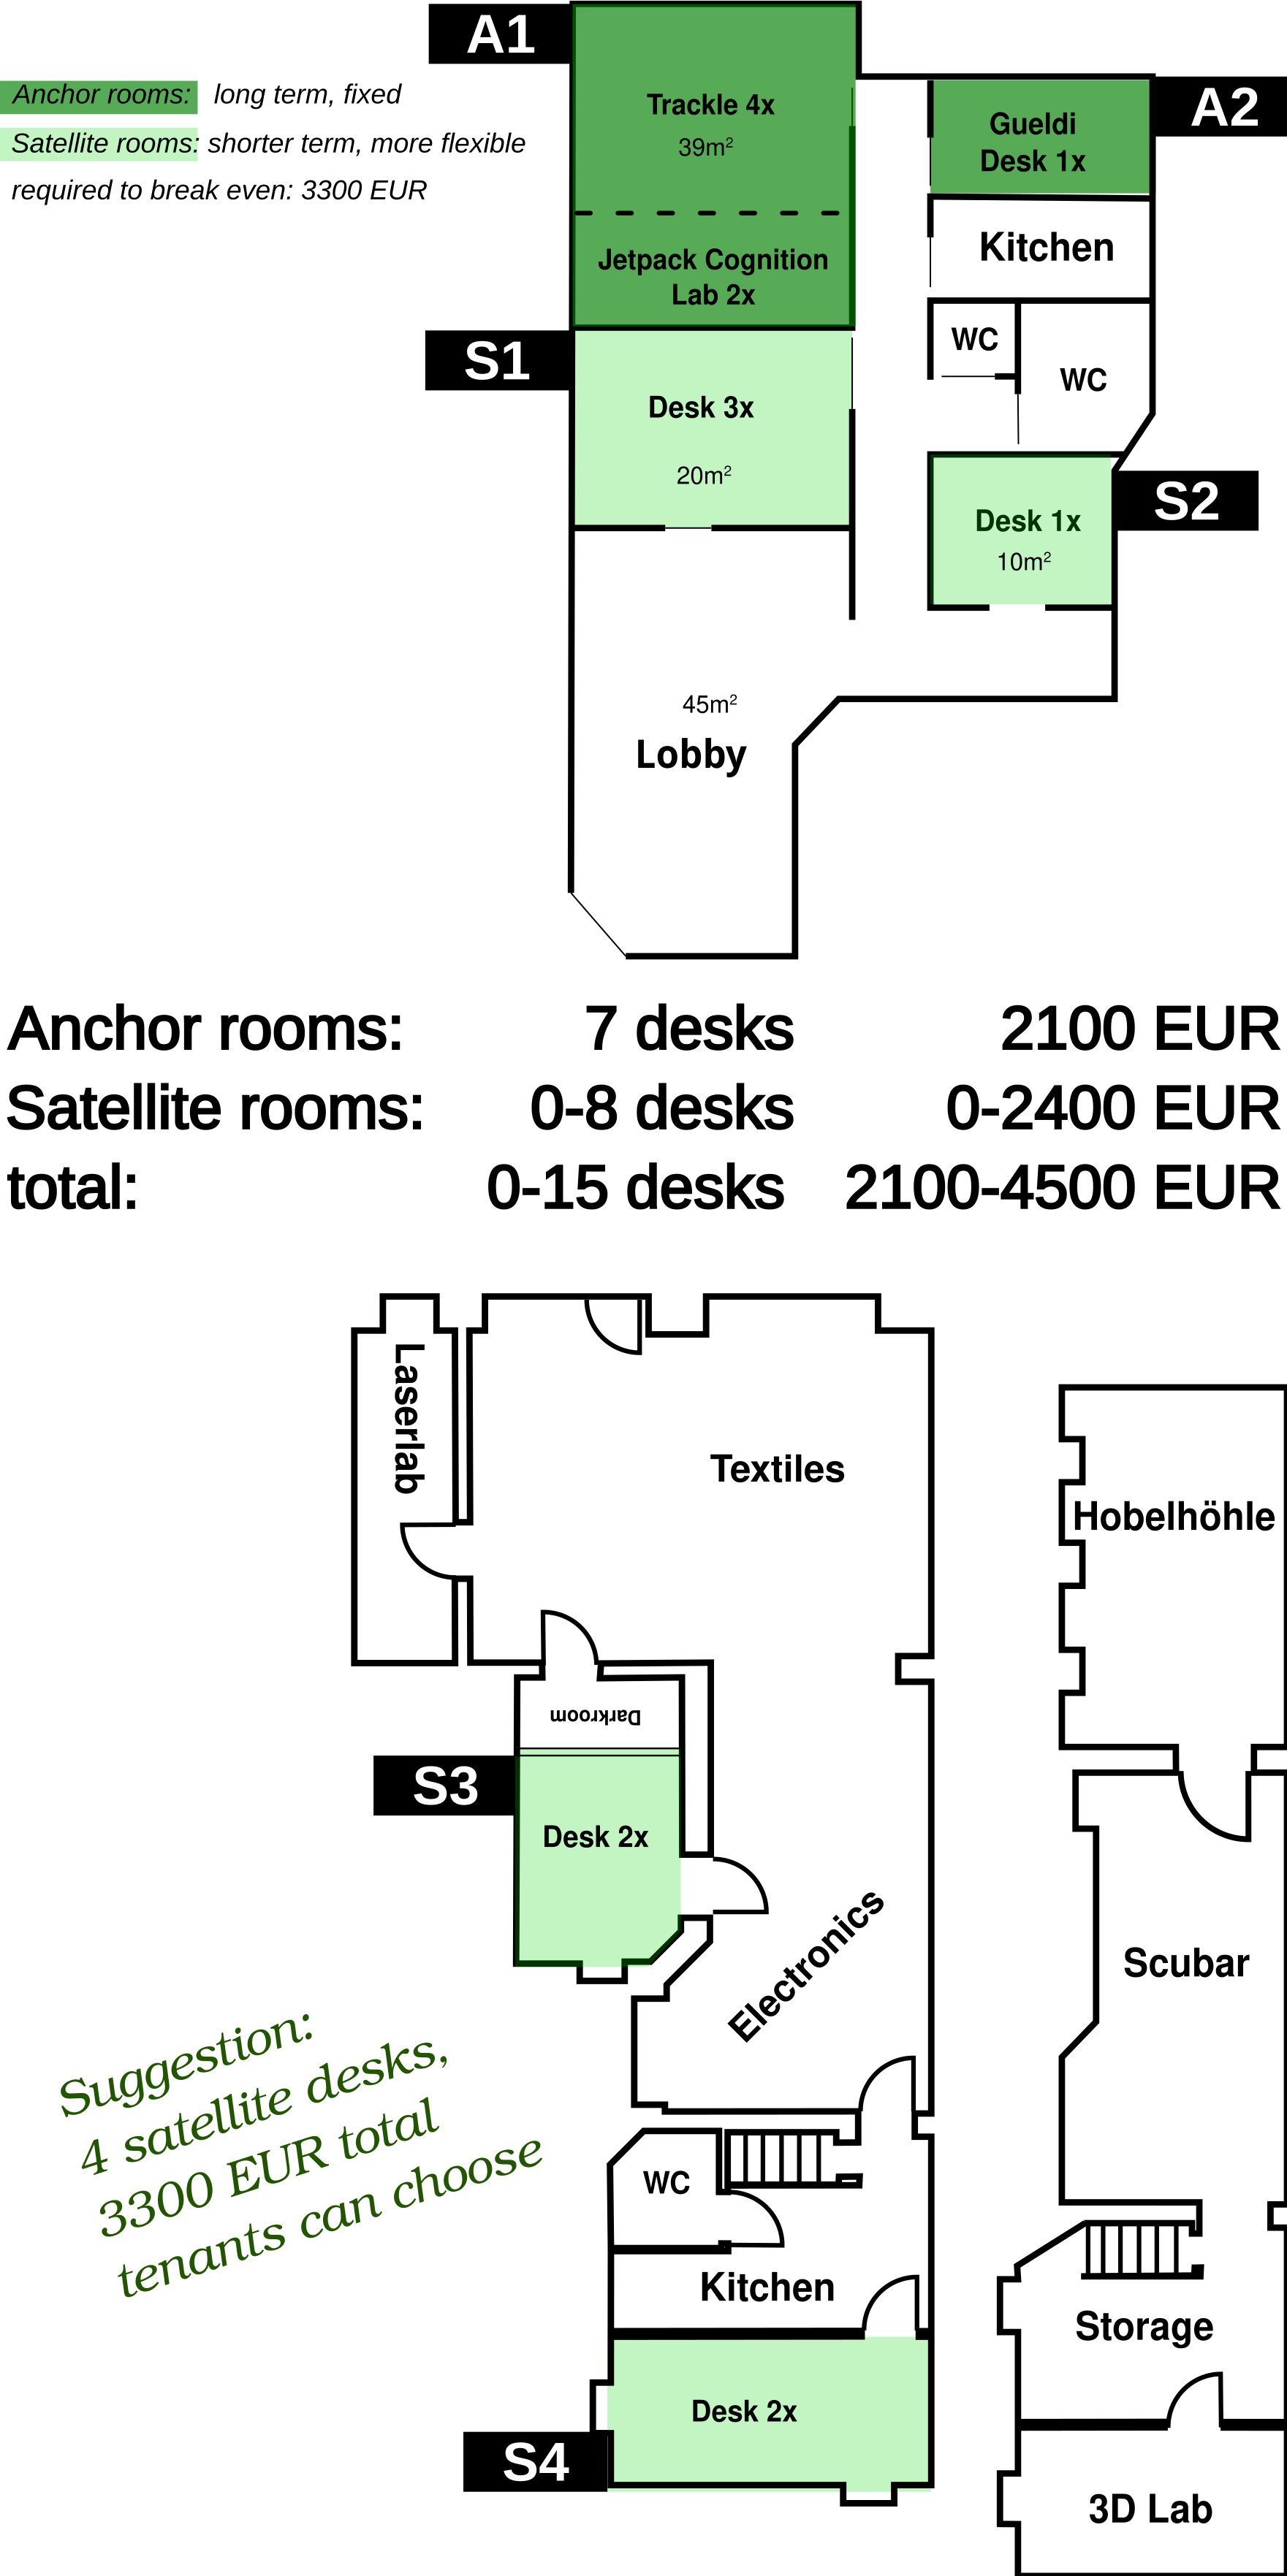 A1
Anchor rooms: long term, fixed
Satellite rooms: shorter term, more flexible
required to break even: 3300 EUR
Trackle 4x
39m²
Jetpack Cognition
Lab 2x
A2
Gueldi
Desk 1x
Kitchen
WC
WC
S1
Desk 3x
20m²
S2
Desk 1x
10m²
45m²
Lobby
Anchor rooms: 7 desks 2100 EUR
Satellite rooms: 0-8 desks 0-2400 EUR
total: 0-15 desks 2100-4500 EUR
Laserlab
Textiles
Hobelhöhle
Darkroom
S3
Desk 2x
Electronics
Scubar
Suggestion:
4 satellite desks,
3300 EUR total
tenants can choose
WC
Kitchen
Storage
Desk 2x
S4
3D Lab